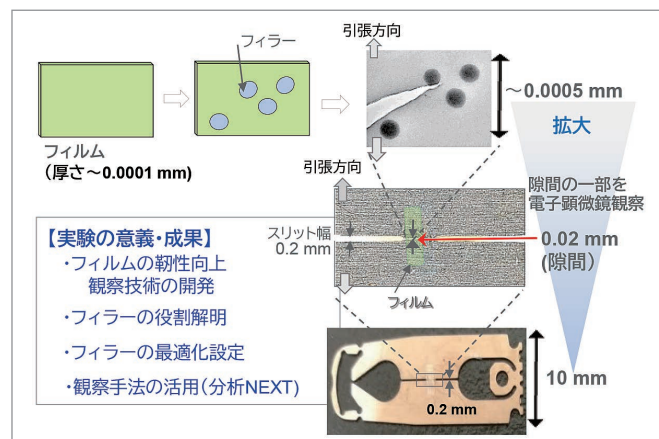 フィラー
引張方向
～0.0005 mm
フィルム
（厚さ～0.0001 mm）
拡大
引張方向
隙間の一部を
電子顕微鏡観察
スリット幅
0.2 mm
0.02 mm
(隙間）
フィルム
【実験の意義・成果】
・フィルムの靭性向上
観察技術の開発
・フィラーの役割解明
・フィラーの最適化設定
・観察手法の活用（分析NEXT）
0.2 mm
10 mm